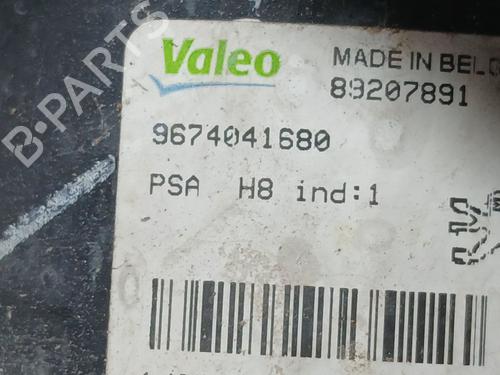 Valeo
MADE IN BELG
89207891
9674041680
PSA H8 ind:1
B-PARTS